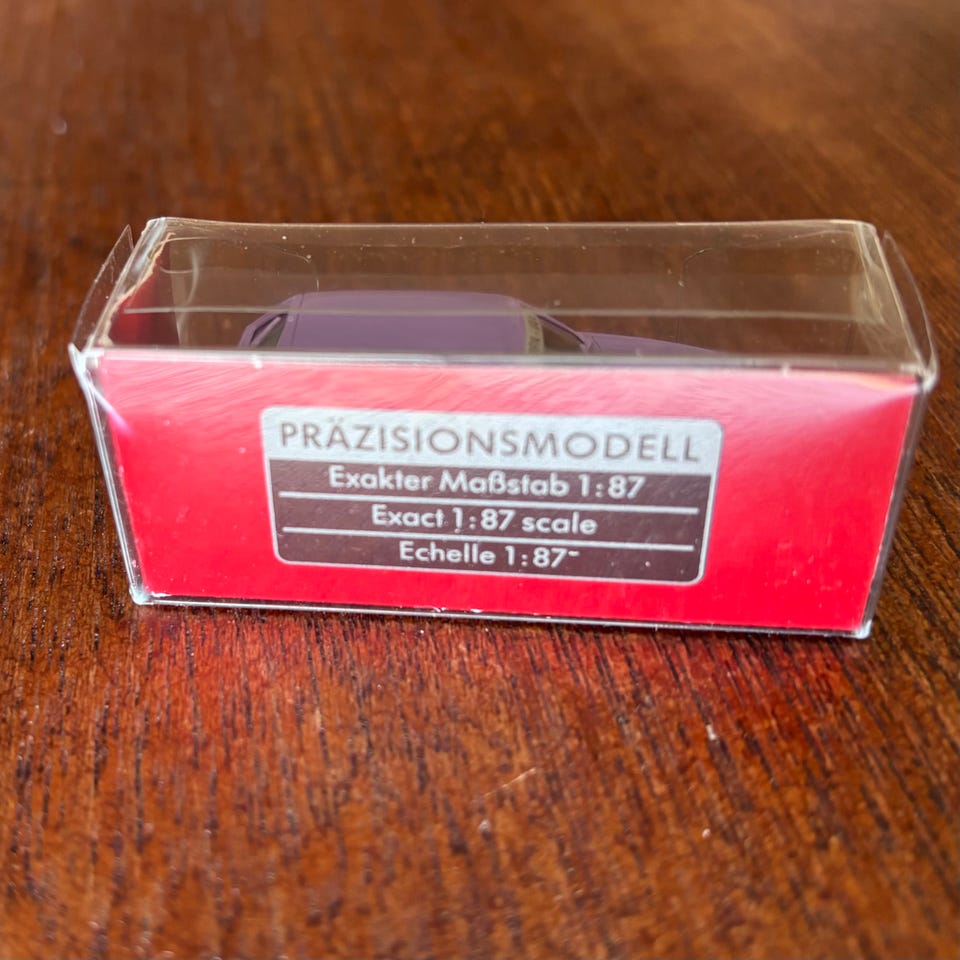 PRÄZISIONSMODELL
Exakter Maßstab 1:87
Exact 1:87 scale
Echelle 1:87